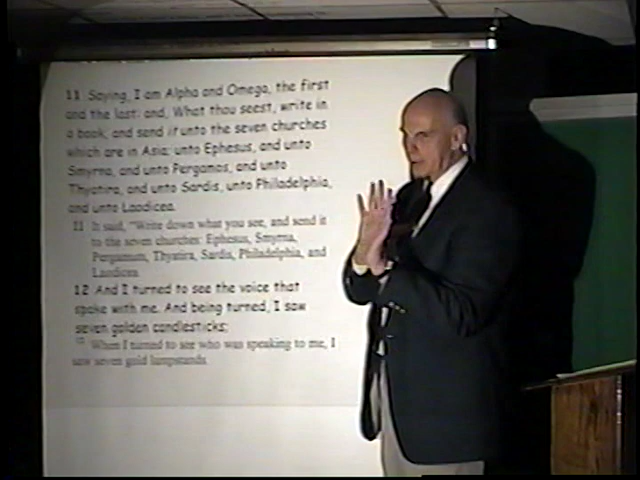 11 Saying, I am Alpha and Omega, the first
and the last: and, What thou seest, write in
a book, and send it unto the seven churches
which are in Asia; unto Ephesus, and unto
Smyrna, and unto Pergamos, and unto
Thyatira, and unto Sardis, unto Philadelphia,
and unto Laodicea.
11 It said, "Write down what you see, and send it
to the seven churches: Ephesus, Smyrna,
Pergamum, Thyatira, Sardis, Philadelphia, and
Laodicea.
12 And I turned to see the voice that
spoke with me. And being turned, I saw
seven golden candlesticks;
12 When I turned to see who was speaking to me, I
saw seven gold lampstands